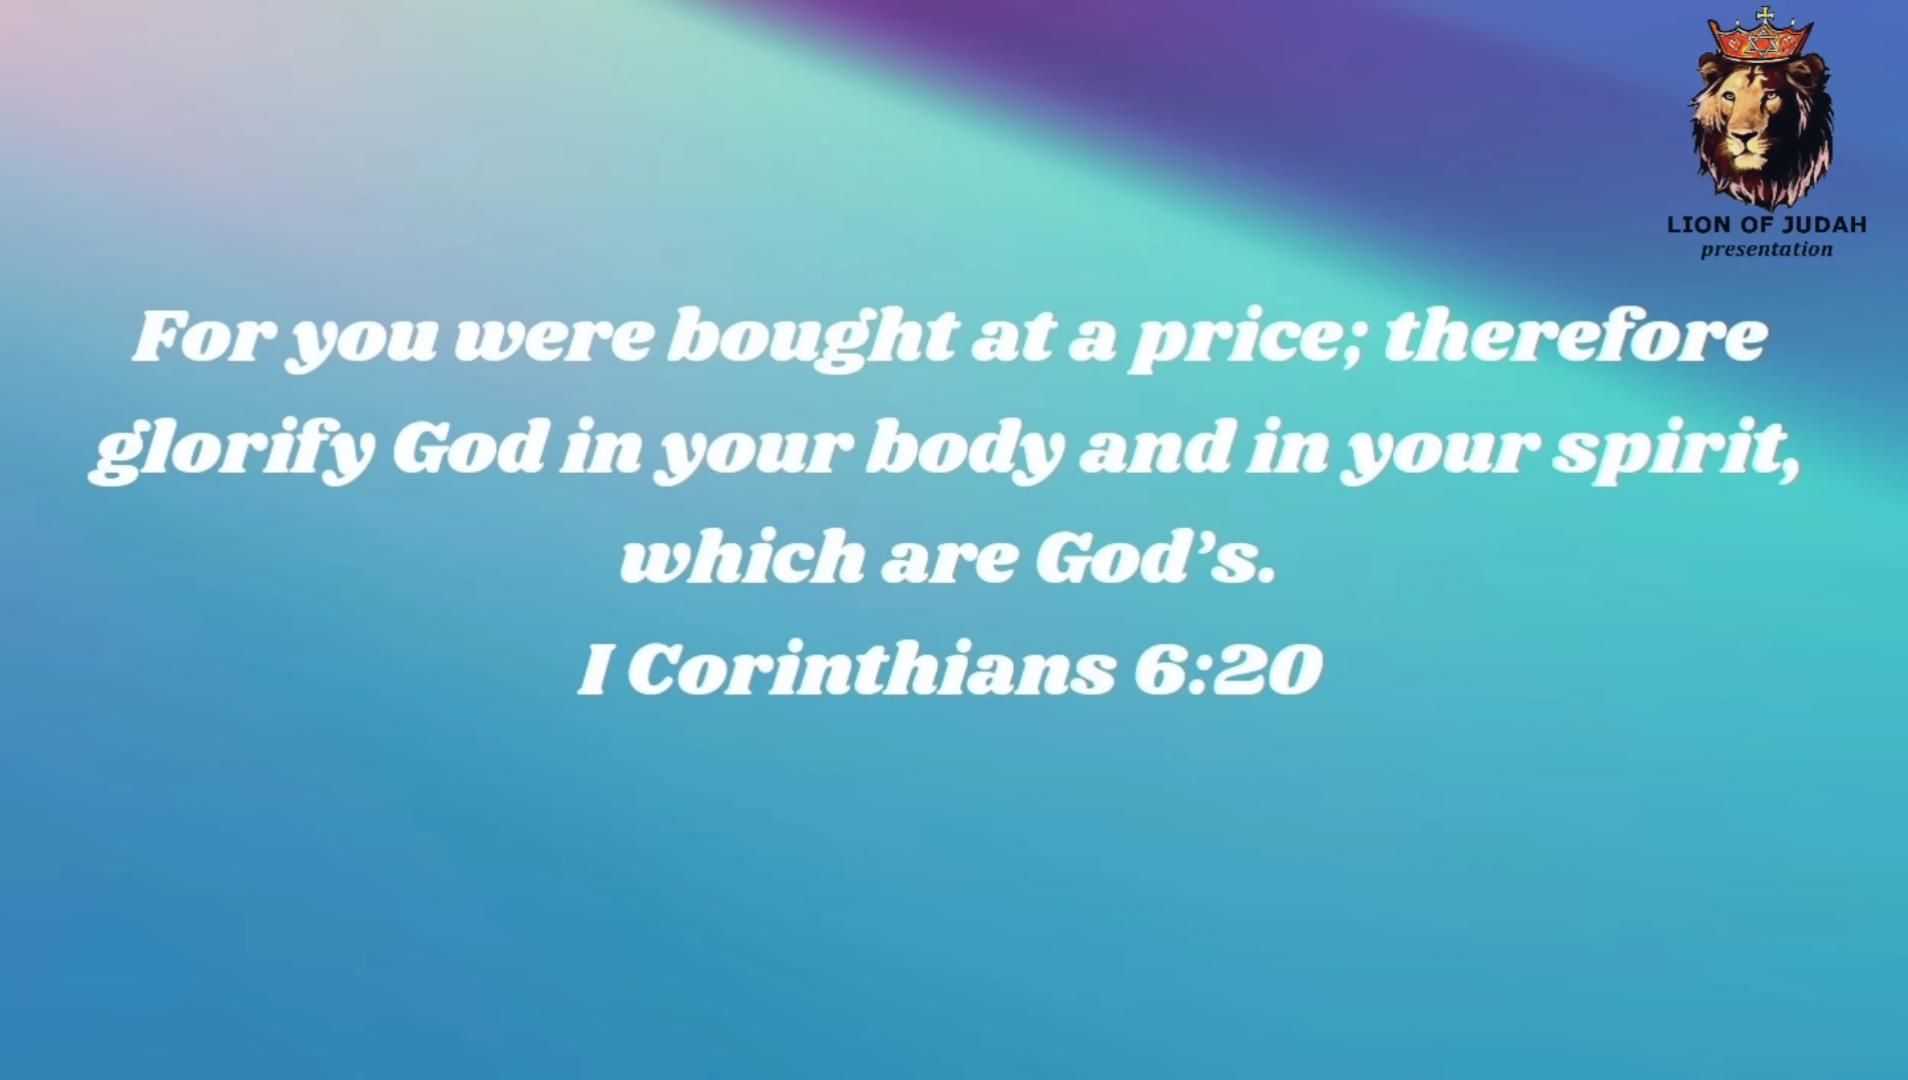 LION OF JUDAH
presentation
For you were bought at a price; therefore
glorify God in your body and in your spirit,
which are God’s.
I Corinthians 6:20